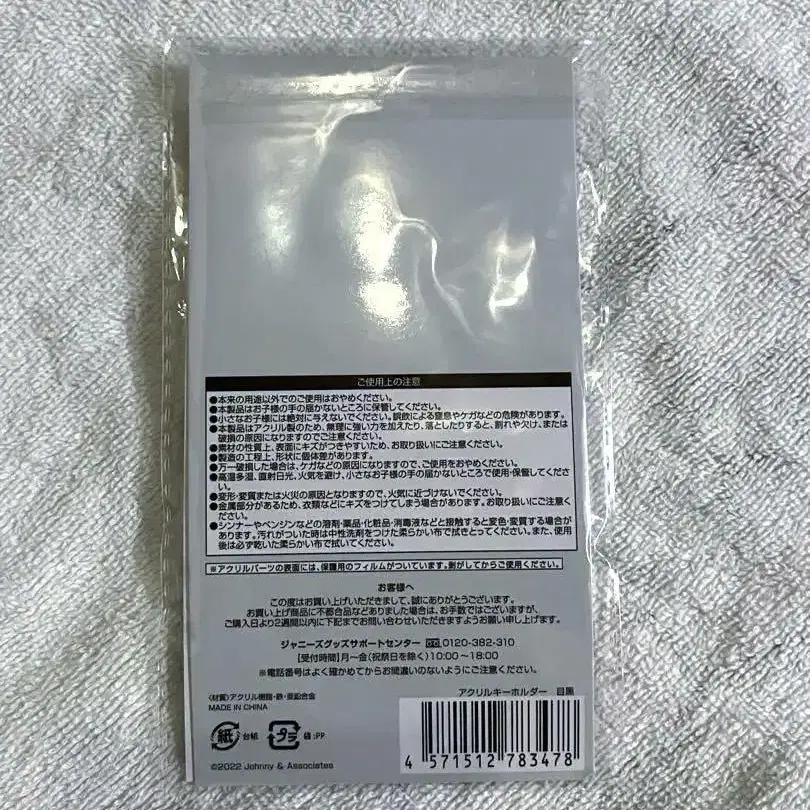 ご使用上の注意
●本来の用途以外でのご使用はおやめください。
●本製品はお子様の手の届かないところに保管してください。
●小さなお子様には絶対に与えないでください。誤飲による窒息やケガなどの危険があります。
●本製品はアクリル製のため、無理に強い力を加えたり、落としたりすると、割れや欠け、または
破損の原因になりますのでご注意ください。
●素材の性質上、表面にキズがつきやすいため、お取り扱いにご注意ください。
●製造の工程上、形状に個体差があります。
●万一破損した場合は、ケガなどの原因になりますので、ご使用をおやめください。
●高温多湿、直射日光、火気を避け、小さなお子様の手の届かないところで使用・保管してくださ
い。
●変形・変質または火災の原因となりますので、火気に近づけないでください。
●金属部分があるため、衣類などにキズをつけてしまう場合があります。お取り扱いにご注意くだ
さい。
●シンナーやベンジンなどの溶剤・薬品・化粧品・消毒液などと接触すると変色・変質する場合が
あります。汚れがついた時は中性洗剤をつけた柔らかい布で拭きとってください。また、使用
後は必ず乾いた柔らかい布で拭いてください。
※アクリルパーツの表面には、保護用のフィルムがついています。剥がしてからご使用ください。
お客様へ
この度はお買い上げいただきまして、誠にありがとうございます。
お買い上げ商品に不都合品などありました場合は、お手数ではございますが、
ご購入日より2週間以内に下記までお問い合わせいただきますようお願い申し上げます。
ジャニーズグッズサポートセンター 0120-382-310
【受付時間】月〜金(祝祭日を除く)10:00〜18:00
※電話番号はよく確かめてからお間違いのないようにご注意ください。
〈材質〉アクリル樹脂・鉄・亜鉛合金
MADE IN CHINA
アクリルキーホルダー 目黒
紙 台紙 プラ 袋:PP
4 571512 783478
©2022 Johnny & Associates